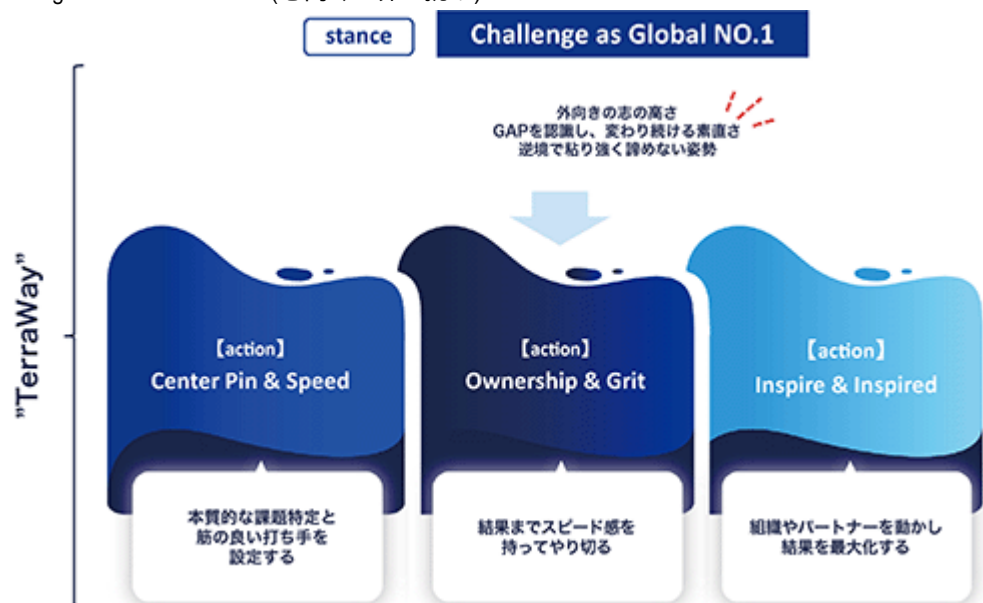 stance
Challenge as Global NO.1
外向きの志の高さ
GAPを認識し、変わり続ける素直さ
逆境で粘り強く諦めない姿勢
"TerraWay"
【action】
Center Pin & Speed
【action】
Ownership & Grit
【action】
Inspire & Inspired
本質的な課題特定と
筋の良い打ち手を
設定する
結果までスピード感を
持ってやり切る
組織やパートナーを動かし
結果を最大化する